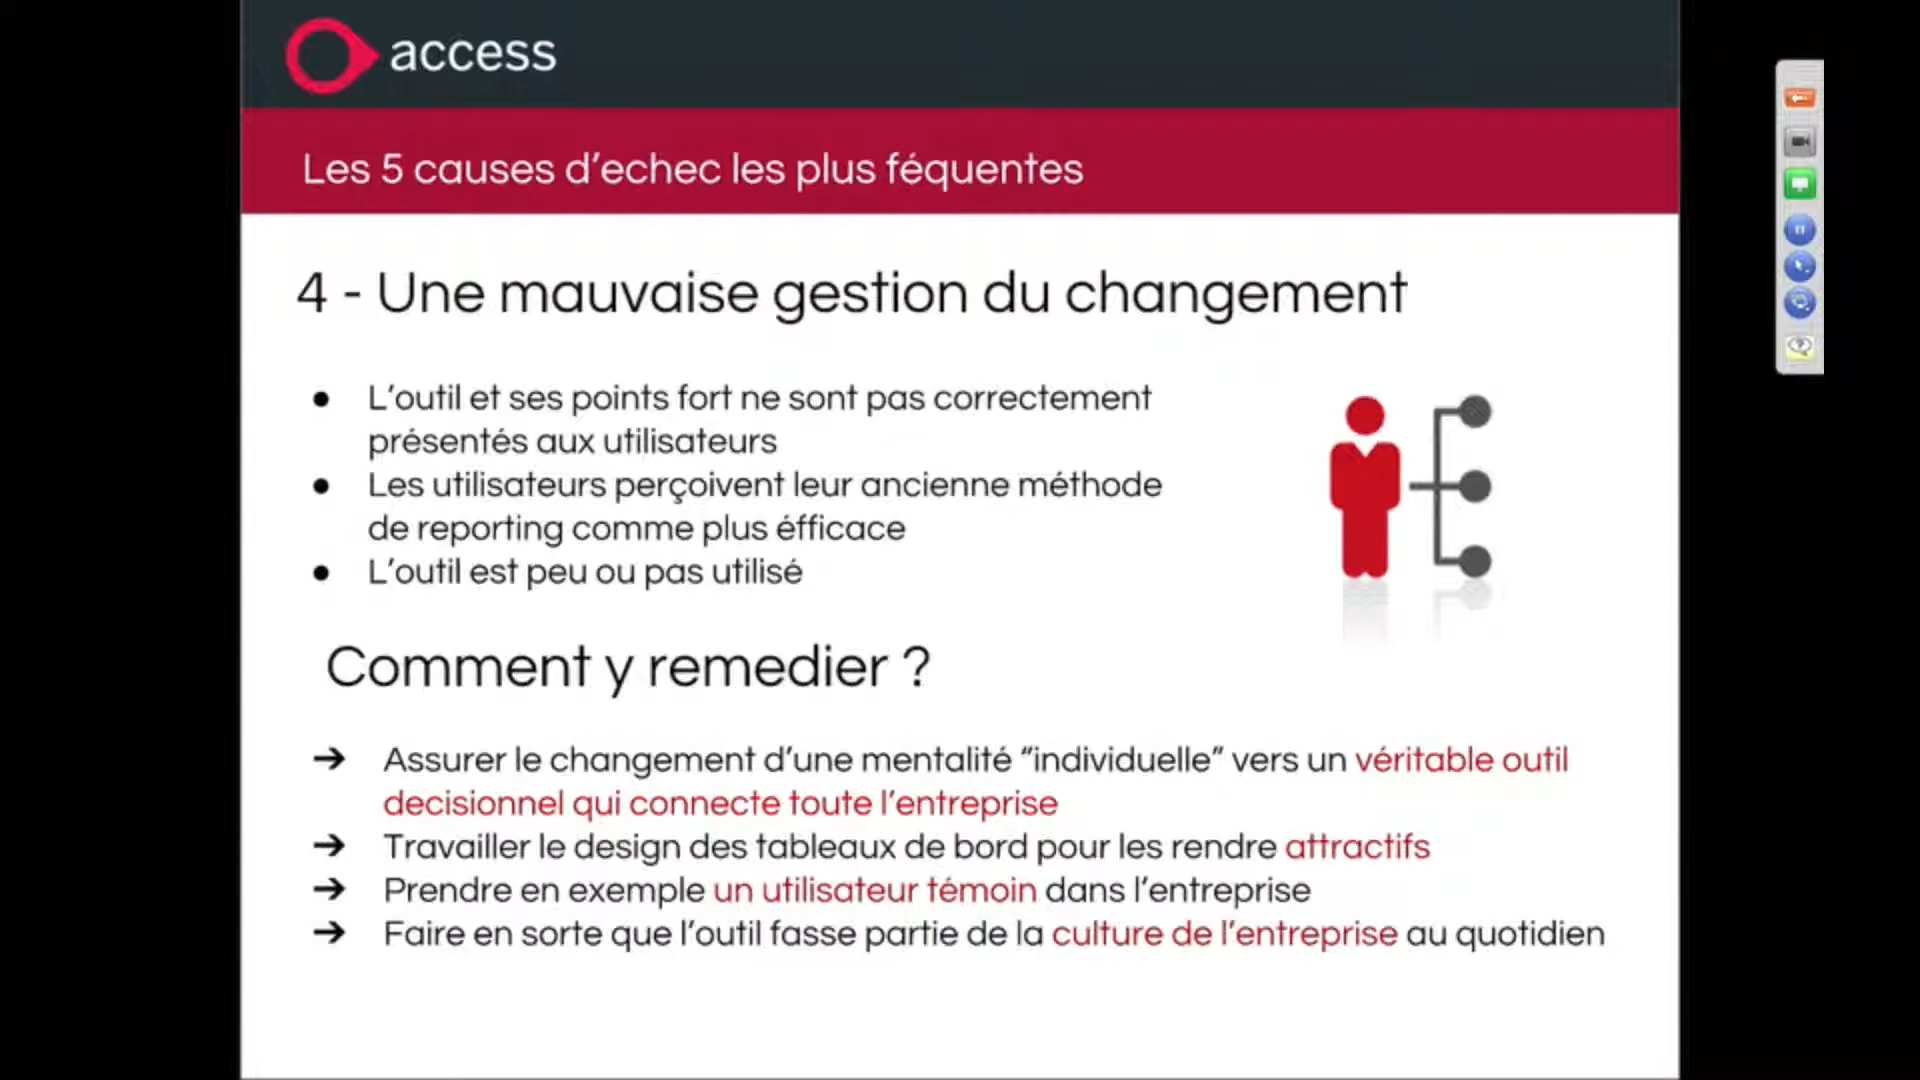 access
Les 5 causes d’echec les plus féquentes
4 - Une mauvaise gestion du changement
● L’outil et ses points fort ne sont pas correctement
présentés aux utilisateurs
● Les utilisateurs perçoivent leur ancienne méthode
de reporting comme plus éfficace
● L’outil est peu ou pas utilisé
Comment y remedier ?
➔ Assurer le changement d’une mentalité “individuelle” vers un véritable outil
decisionnel qui connecte toute l’entreprise
➔ Travailler le design des tableaux de bord pour les rendre attractifs
➔ Prendre en exemple un utilisateur témoin dans l’entreprise
➔ Faire en sorte que l’outil fasse partie de la culture de l’entreprise au quotidien